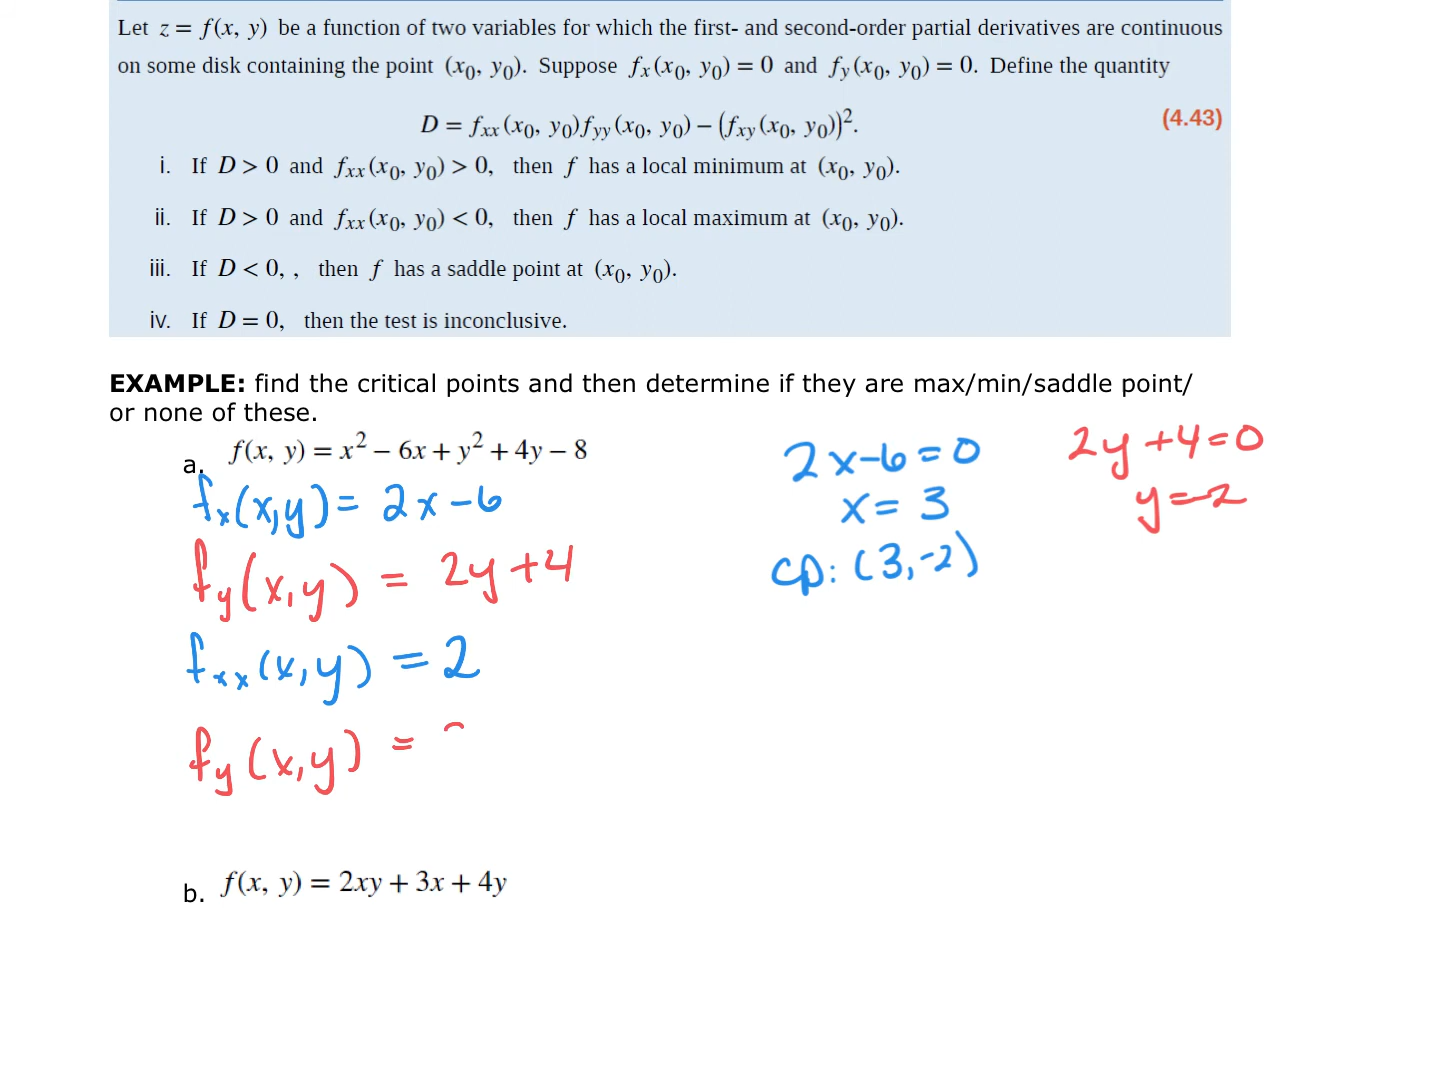 Let z = f(x, y) be a function of two variables for which the first- and second-order partial derivatives are continuous
on some disk containing the point (x₀, y₀). Suppose fₓ(x₀, y₀) = 0 and f_y(x₀, y₀) = 0. Define the quantity
D = fₓₓ(x₀, y₀)f_yy(x₀, y₀) − (f_xy(x₀, y₀))². (4.43)
i. If D > 0 and fₓₓ(x₀, y₀) > 0, then f has a local minimum at (x₀, y₀).
ii. If D > 0 and fₓₓ(x₀, y₀) < 0, then f has a local maximum at (x₀, y₀).
iii. If D < 0, , then f has a saddle point at (x₀, y₀).
iv. If D = 0, then the test is inconclusive.
EXAMPLE: find the critical points and then determine if they are max/min/saddle point/
or none of these.
a. f(x, y) = x² − 6x + y² + 4y − 8
fₓ(x,y) = 2x-6
f_y(x,y) = 2y+4
fₓₓ(x,y) = 2
f_y(x,y) =
2x-6=0
x= 3
cp: (3,-2)
2y+4=0
y=-2
b. f(x, y) = 2xy + 3x + 4y